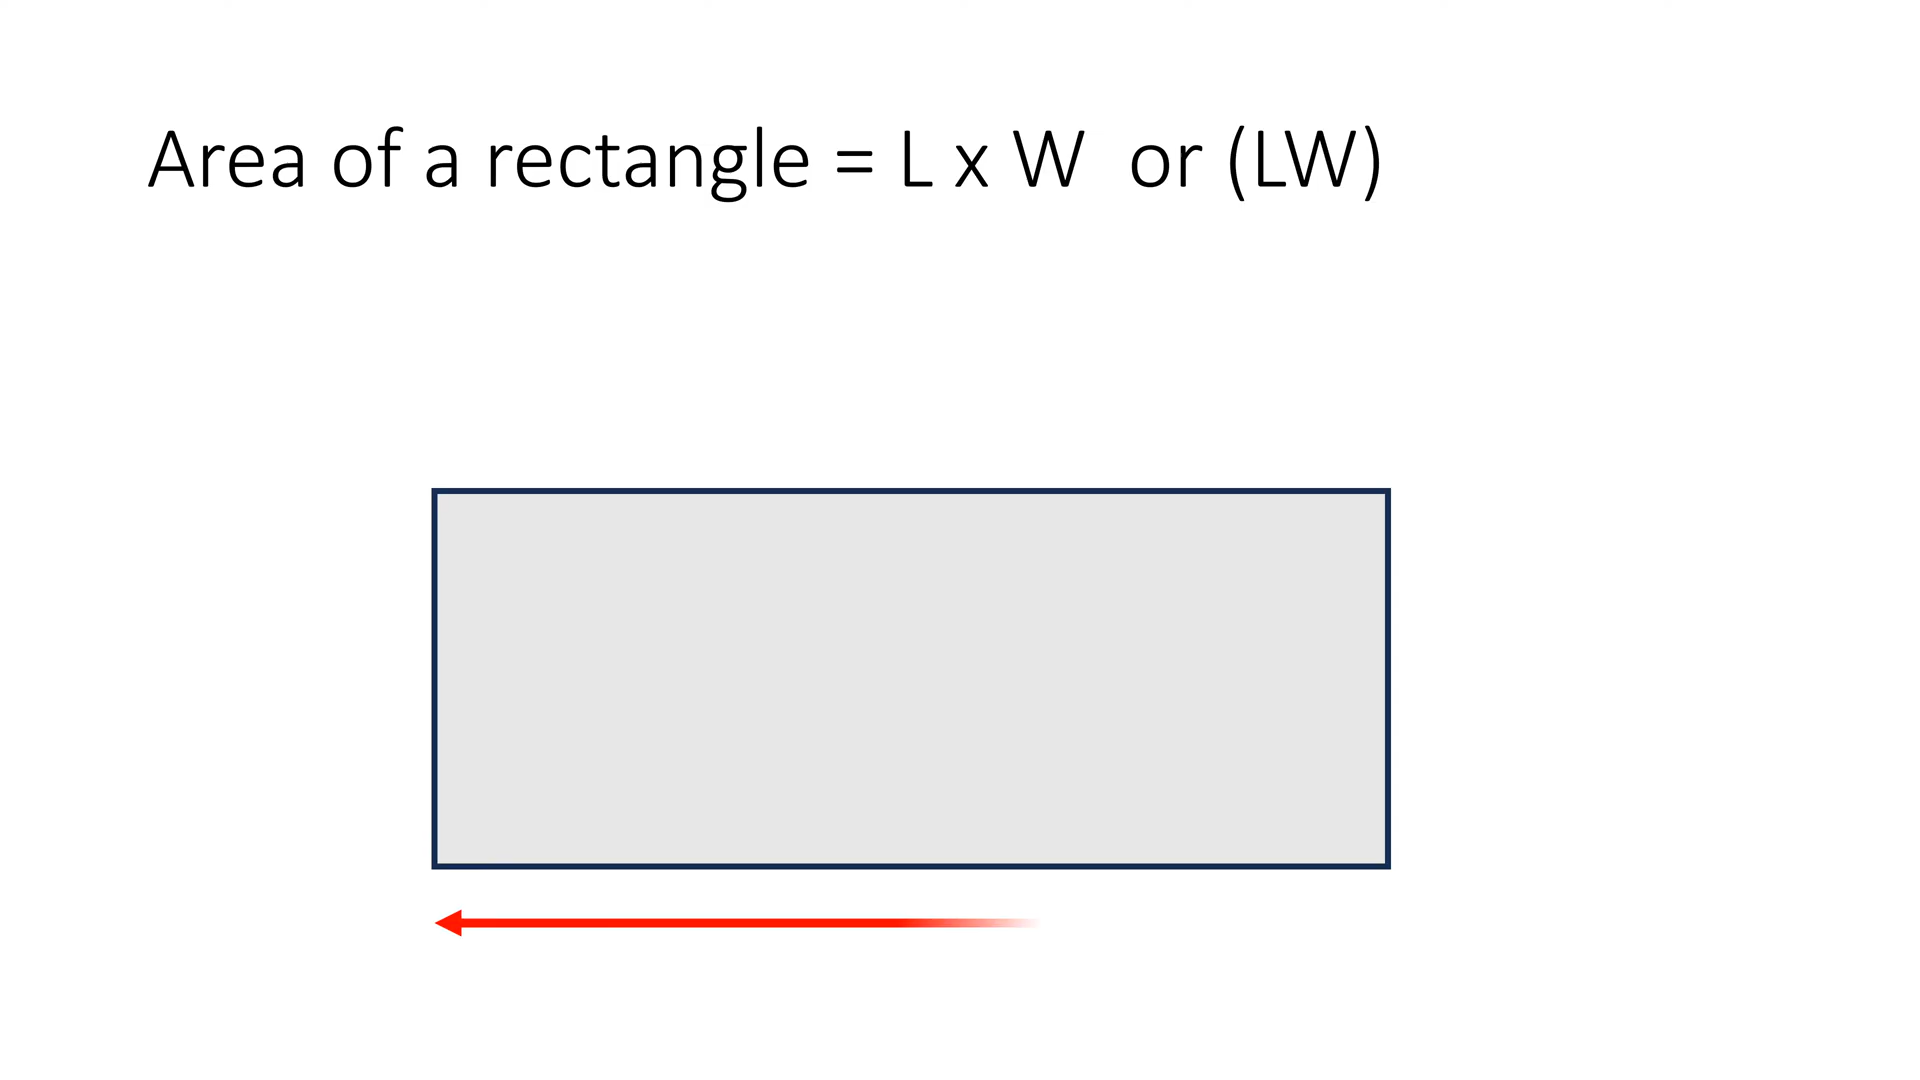 Area of a rectangle = L x W  or (LW)